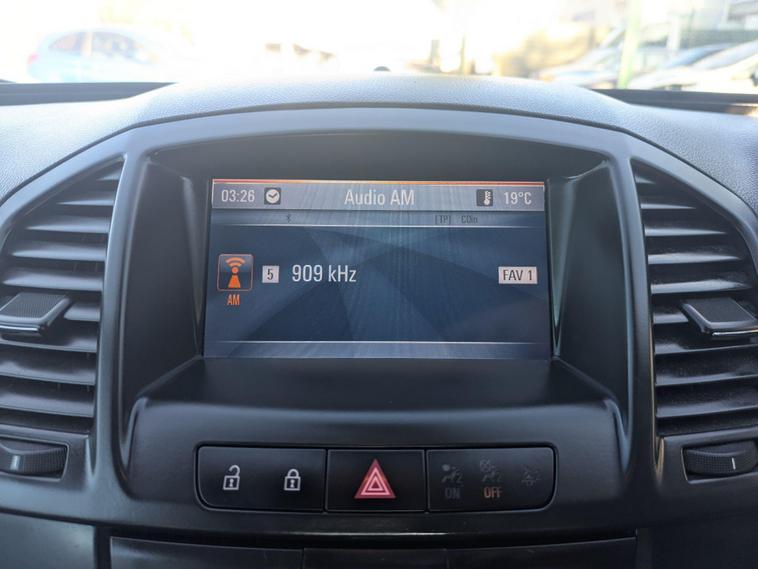 03:26 Audio AM 19°C
[TP] CDin
5 909 kHz FAV 1
AM
ON OFF